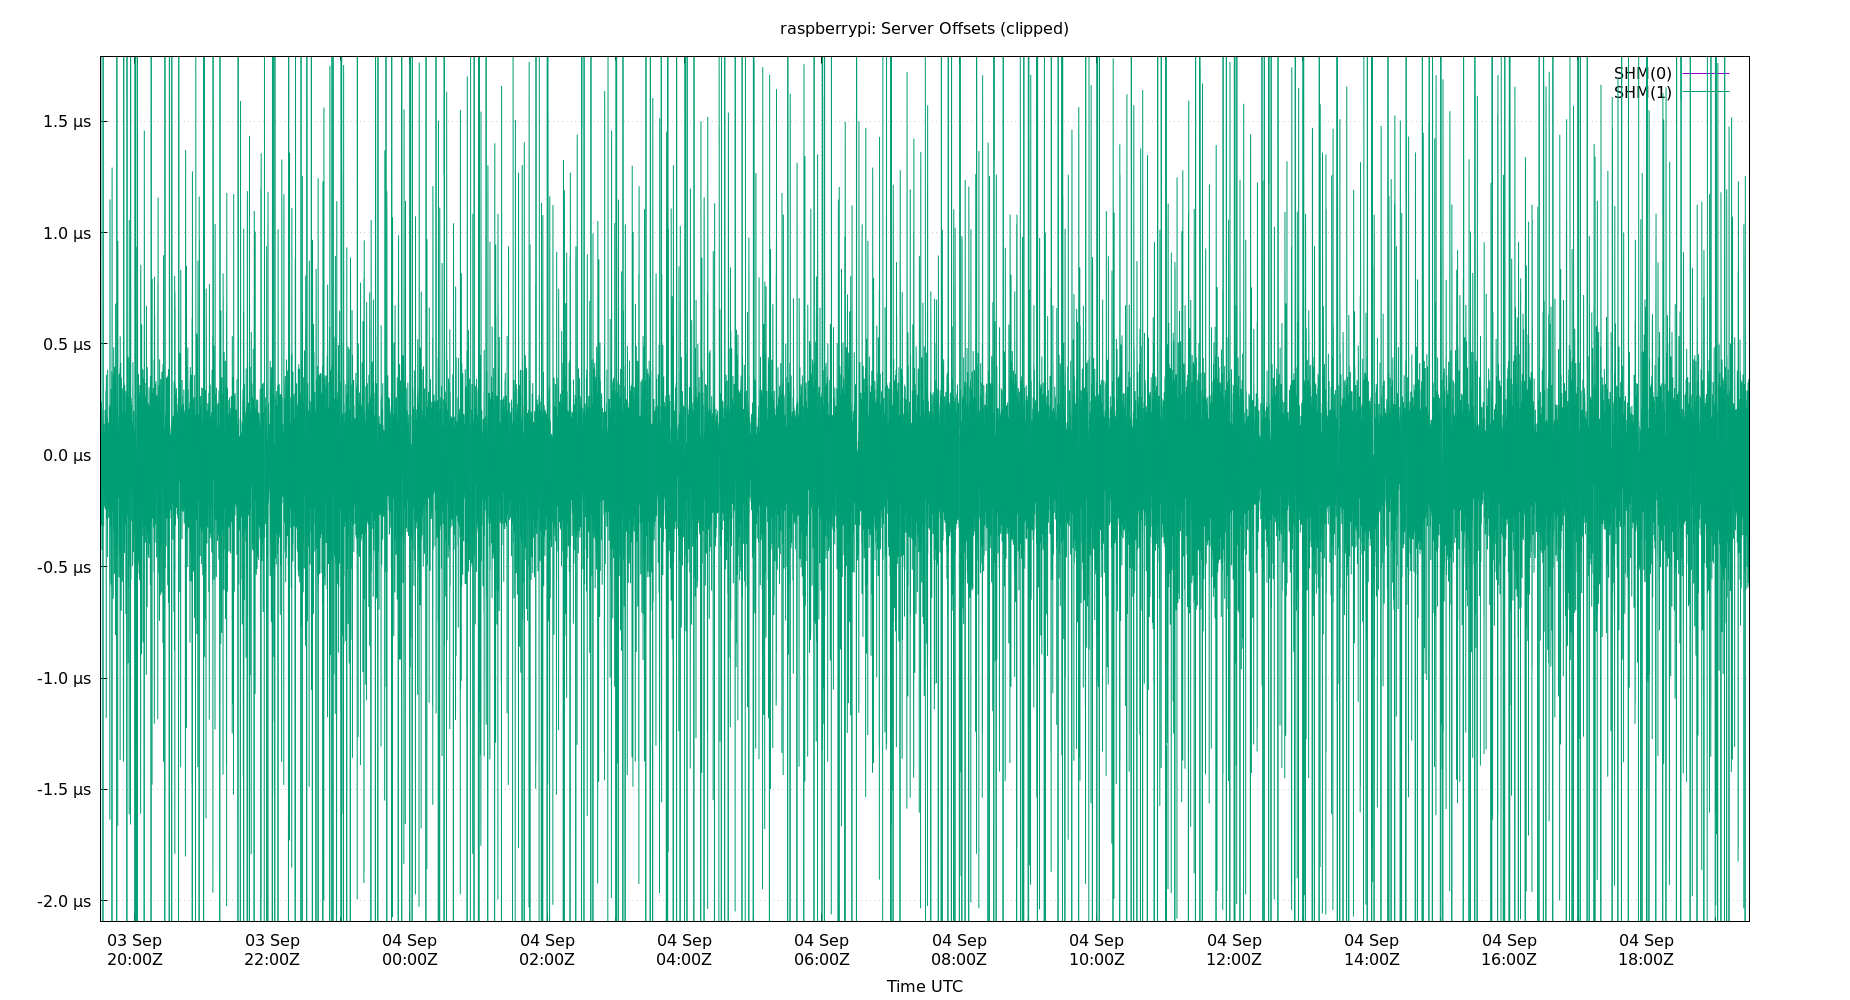 raspberrypi: Server Offsets (clipped)
SHM(0)
SHM(1)
1.5 µs
1.0 µs
0.5 µs
0.0 µs
-0.5 µs
-1.0 µs
-1.5 µs
-2.0 µs
03 Sep 03 Sep 04 Sep 04 Sep 04 Sep 04 Sep 04 Sep 04 Sep 04 Sep 04 Sep 04 Sep 04 Sep
20:00Z 22:00Z 00:00Z 02:00Z 04:00Z 06:00Z 08:00Z 10:00Z 12:00Z 14:00Z 16:00Z 18:00Z
Time UTC